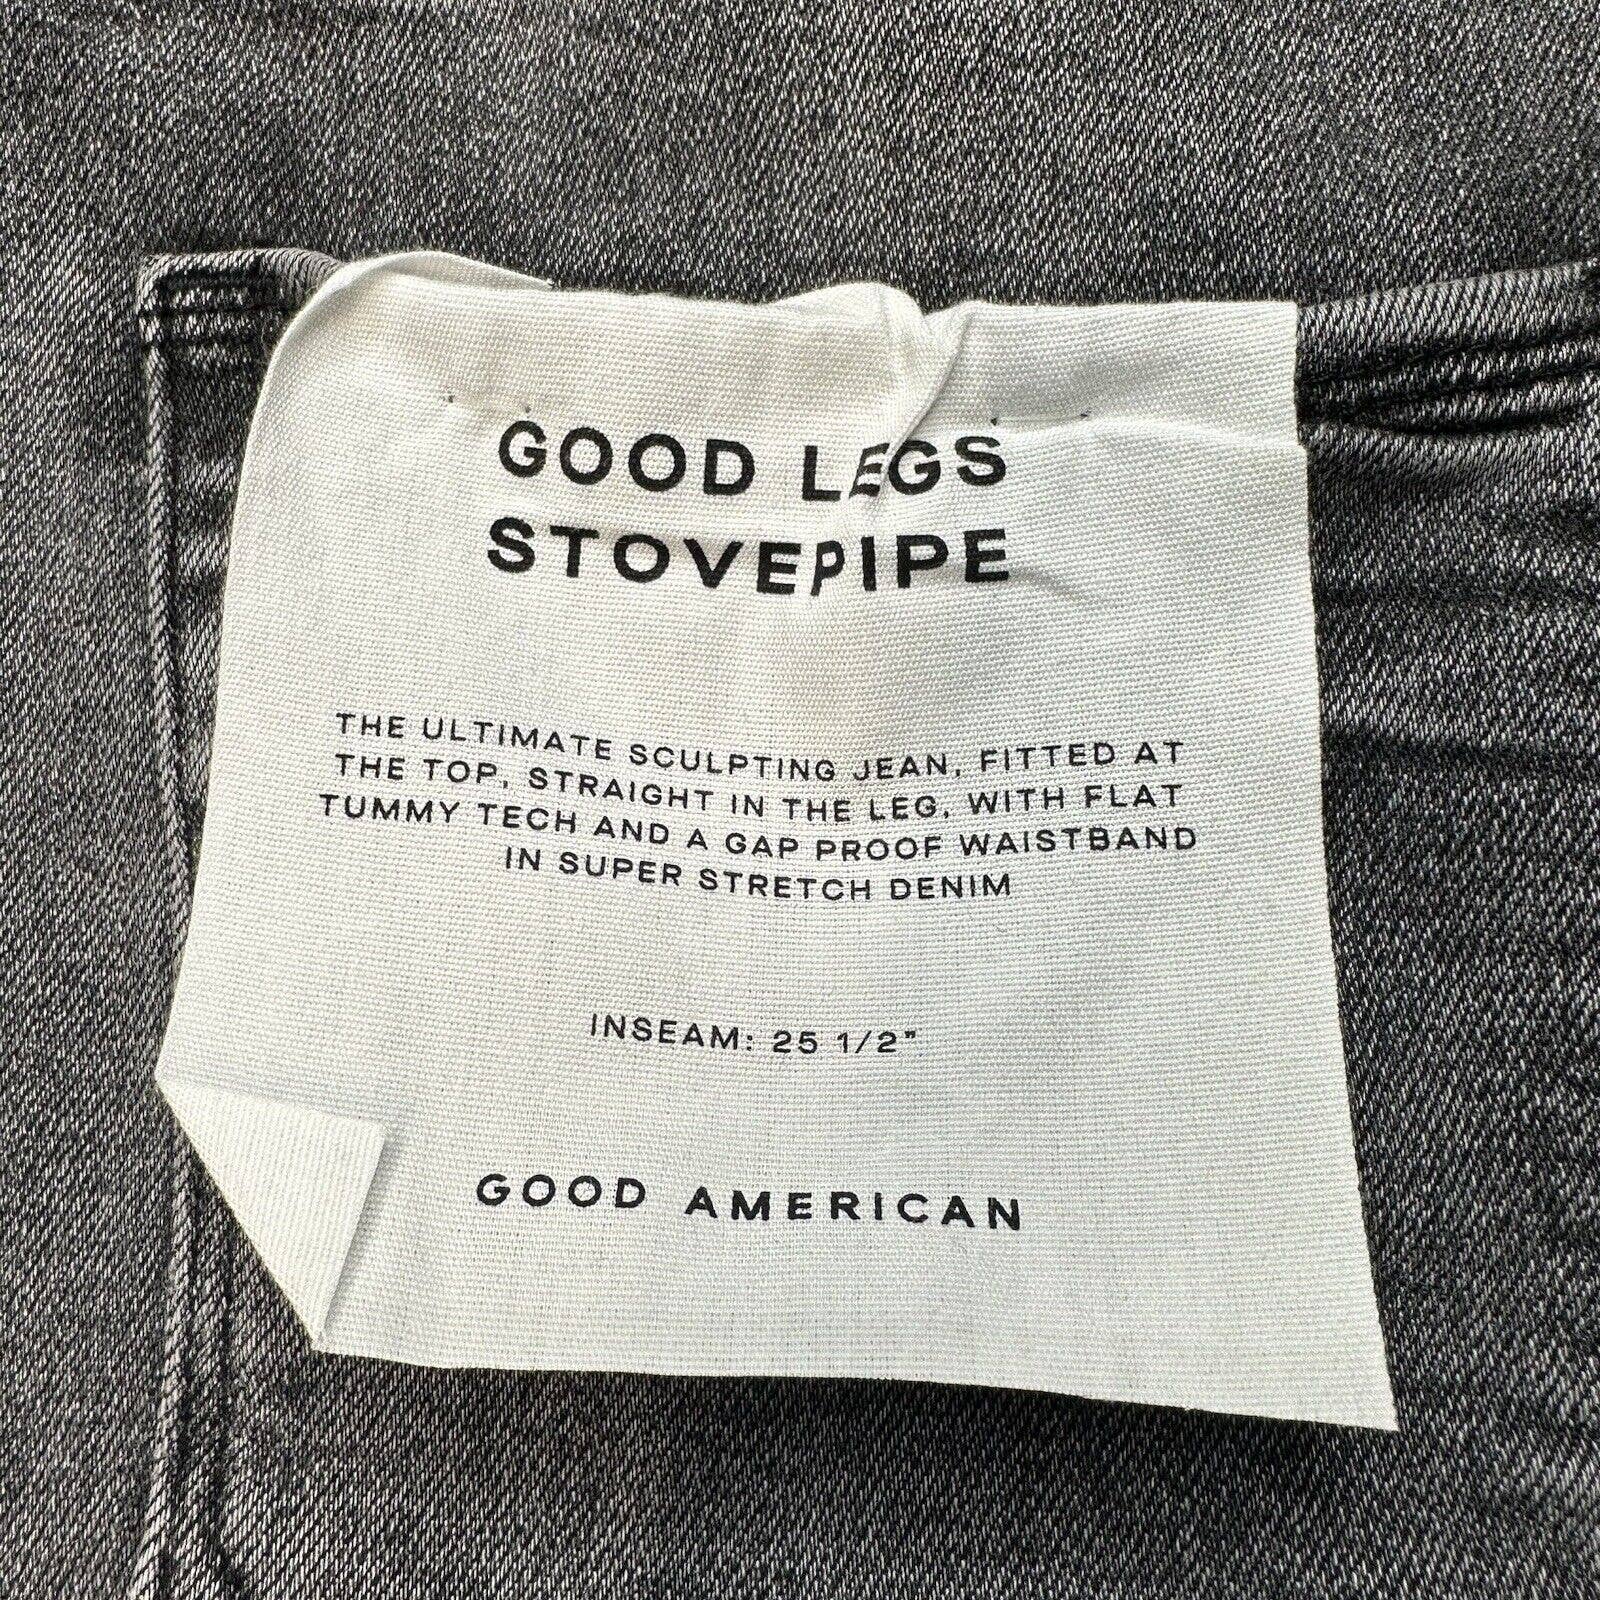 GOOD LEGS
STOVEPIPE
THE ULTIMATE SCULPTING JEAN, FITTED AT
THE TOP, STRAIGHT IN THE LEG, WITH FLAT
TUMMY TECH AND A GAP PROOF WAISTBAND
IN SUPER STRETCH DENIM
INSEAM: 25 1/2"
GOOD AMERICAN